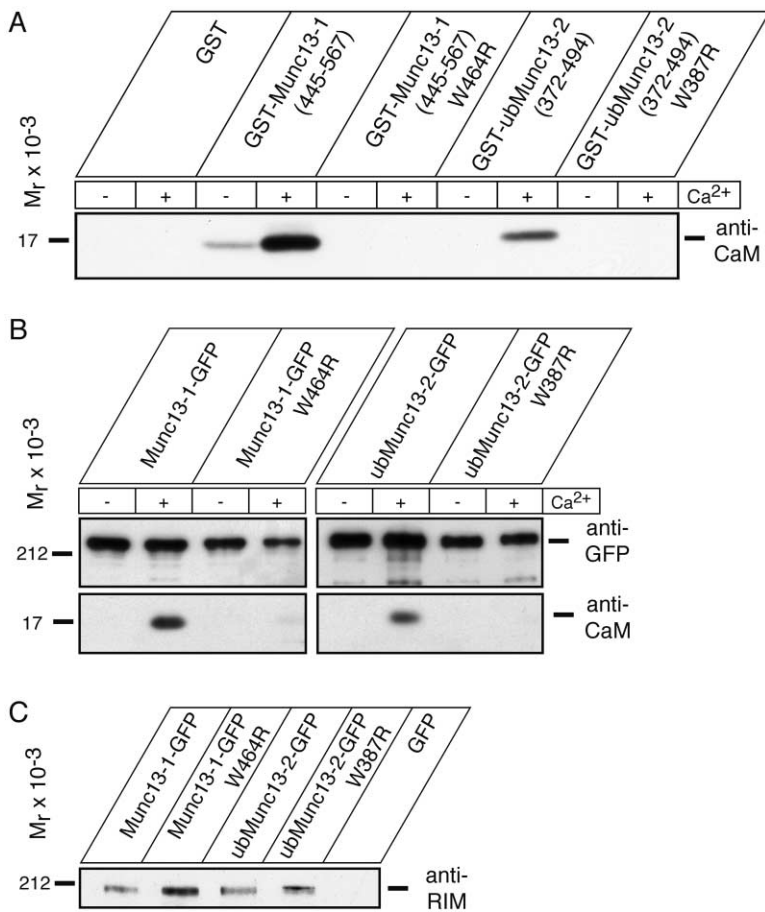 A
GST
GST-Munc13-1
(445-567)
GST-Munc13-1
(445-567)
W464R
GST-ubMunc13-2
(372-494)
GST-ubMunc13-2
(372-494)
W387R
Mr x 10-3
- + - + - + - + - + Ca2+
17
anti-
CaM
B
Munc13-1-GFP
Munc13-1-GFP
W464R
ubMunc13-2-GFP
ubMunc13-2-GFP
W387R
Mr x 10-3
- + - + - + - + Ca2+
212
anti-
GFP
17
anti-
CaM
C
Munc13-1-GFP
Munc13-1-GFP
W464R
ubMunc13-2-GFP
ubMunc13-2-GFP
W387R
GFP
Mr x 10-3
212
anti-
RIM